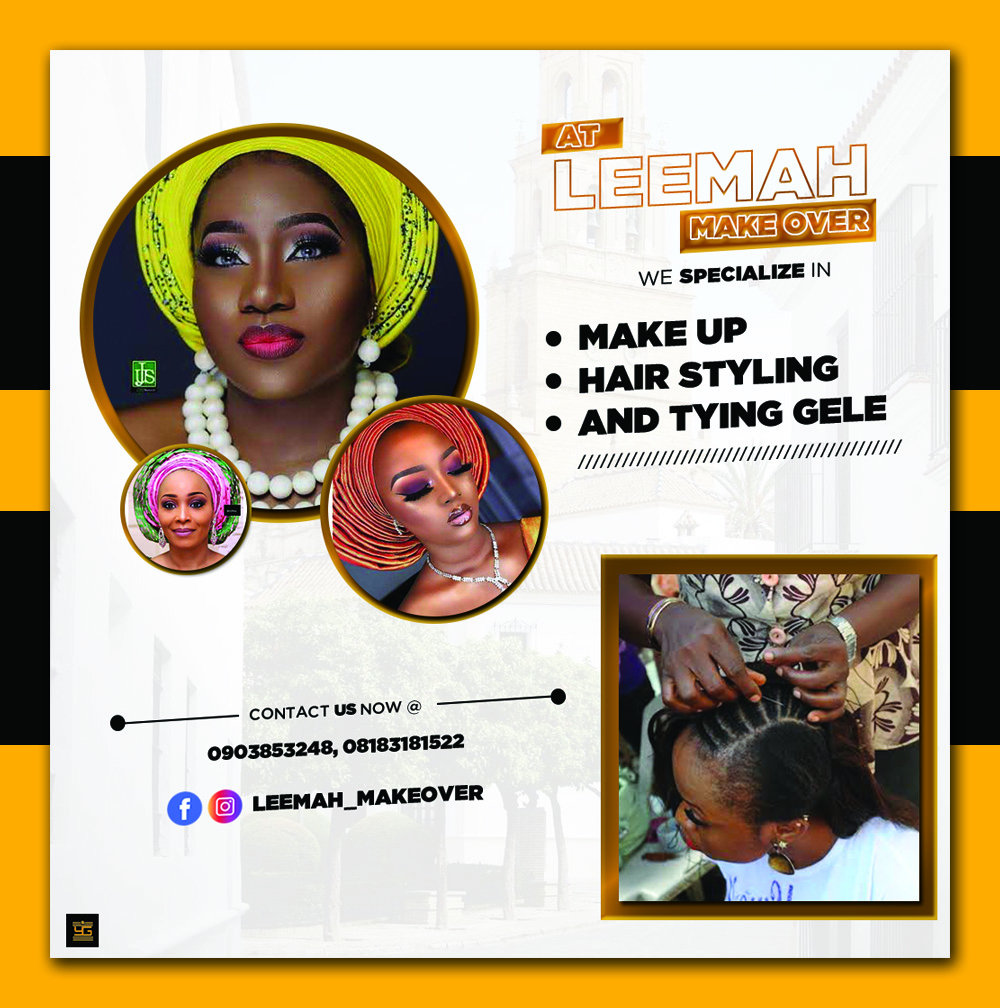 AT
LEEMAH
MAKE OVER
WE SPECIALIZE IN
• MAKE UP
• HAIR STYLING
• AND TYING GELE
CONTACT US NOW @
0903853248, 08183181522
LEEMAH_MAKEOVER